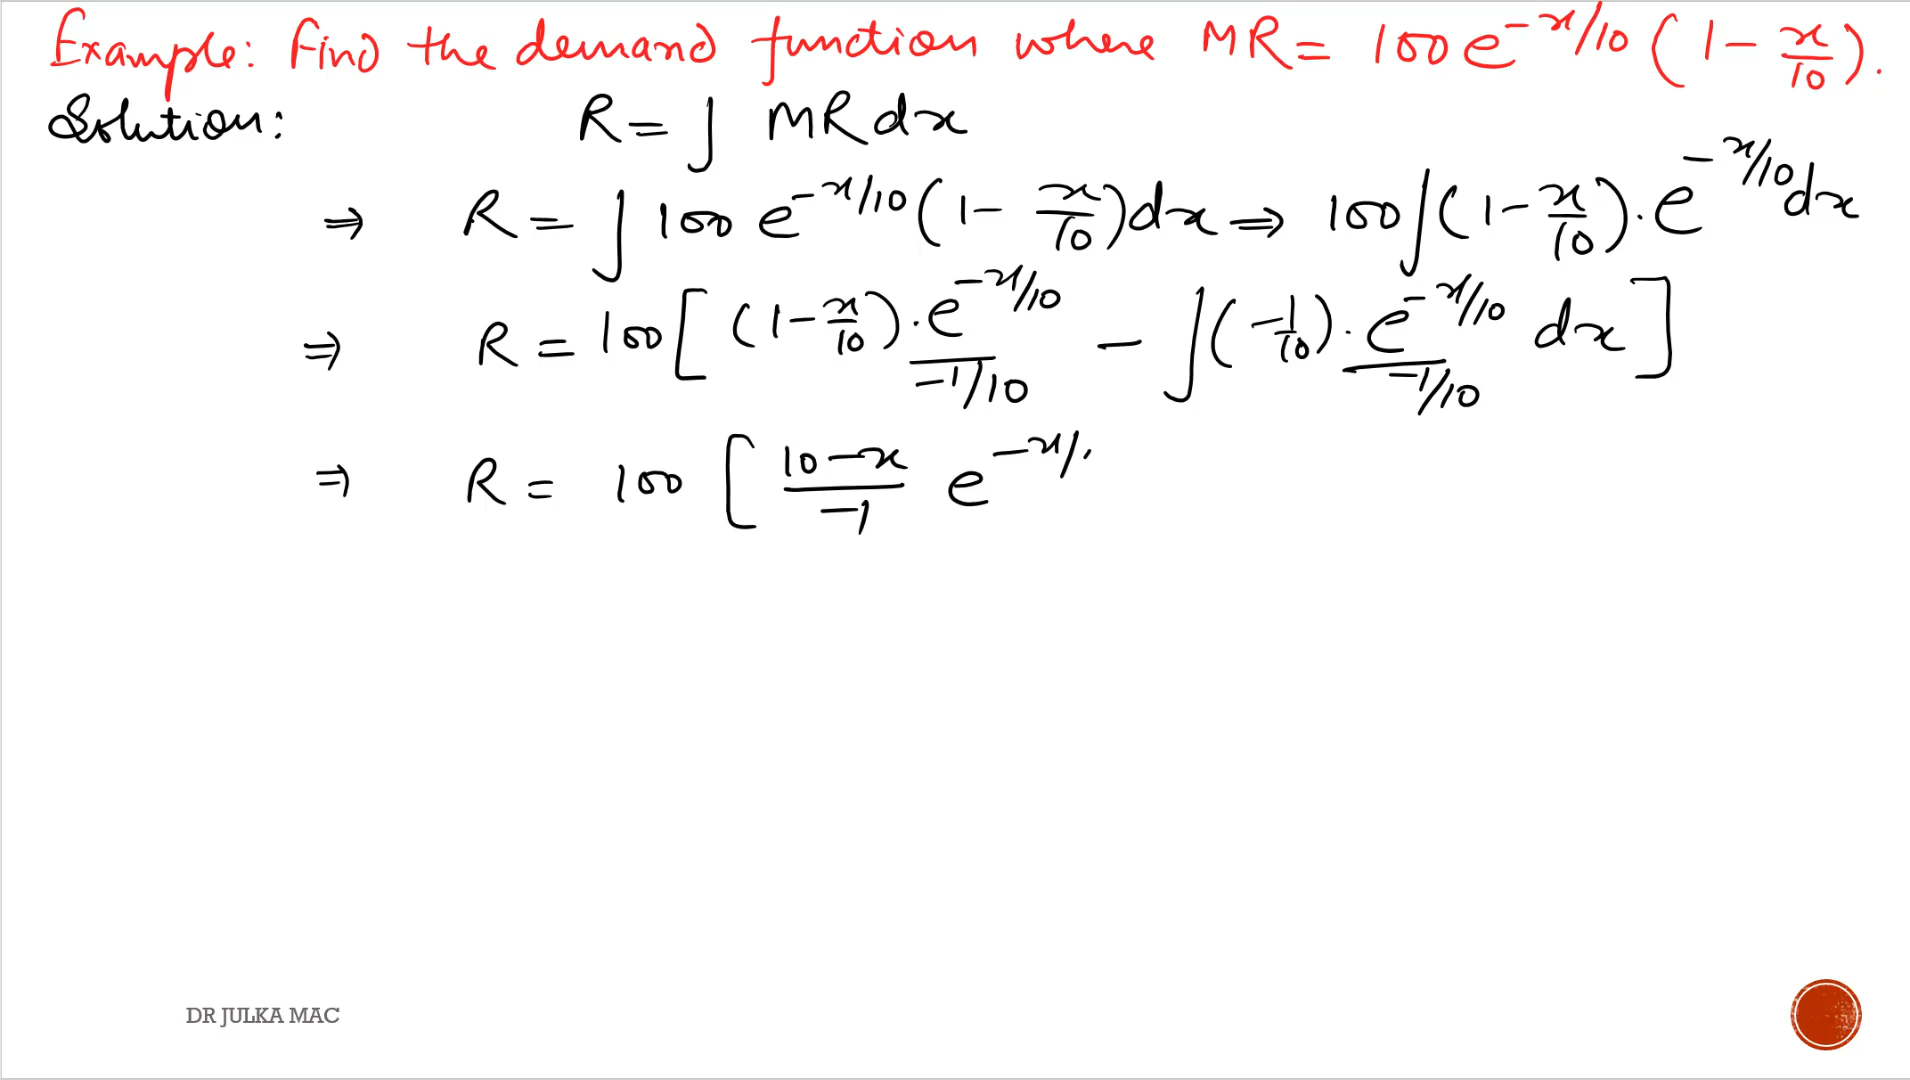 Example: Find the demand function where MR = 100 e^{-x/10} (1 - x/10).
Solution: R = ∫ MR dx
⇒ R = ∫ 100 e^{-x/10} (1 - x/10) dx ⇒ 100 ∫ (1 - x/10) . e^{-x/10} dx
⇒ R = 100 [ (1 - x/10) . e^{-x/10} / -1/10 - ∫ (-1/10) . e^{-x/10} / -1/10 dx ]
⇒ R = 100 [ 10-x / -1 e^{-x/
DR JULKA MAC